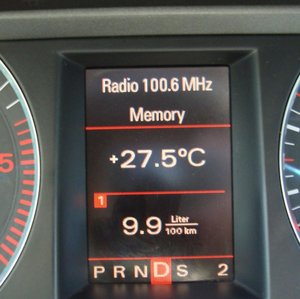 Radio 100.6 MHz
Memory
+27.5°C
1
9.9 Liter/100 km
P R N D S 2
5